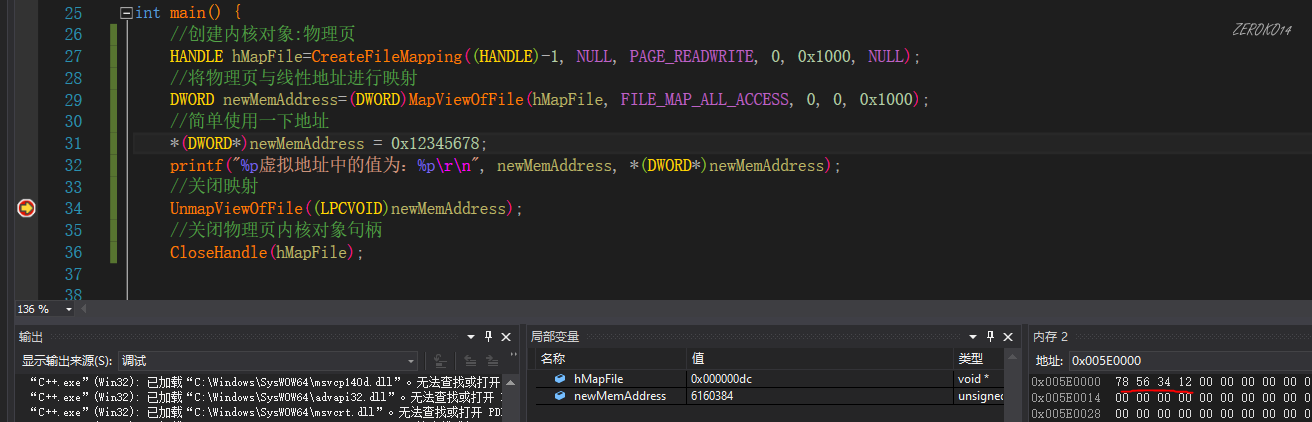 ZEROKO14
25 int main() {
26 //创建内核对象:物理页
27 HANDLE hMapFile=CreateFileMapping((HANDLE)-1, NULL, PAGE_READWRITE, 0, 0x1000, NULL);
28 //将物理页与线性地址进行映射
29 DWORD newMemAddress=(DWORD)MapViewOfFile(hMapFile, FILE_MAP_ALL_ACCESS, 0, 0, 0x1000);
30 //简单使用一下地址
31 *(DWORD*)newMemAddress = 0x12345678;
32 printf("%p虚拟地址中的值为: %p\r\n", newMemAddress, *(DWORD*)newMemAddress);
33 //关闭映射
34 UnmapViewOfFile((LPCVOID)newMemAddress);
35 //关闭物理页内核对象句柄
36 CloseHandle(hMapFile);
37
38
136 %
输出
显示输出来源(S): 调试
“C++.exe”(Win32): 已加载“C:\Windows\SysWOW64\msvcp140d.dll”。无法查找或打开
“C++.exe”(Win32): 已加载“C:\Windows\SysWOW64\advapi32.dll”。无法查找或打开
“C++.exe”(Win32): 已加载“C:\Windows\SysWOW64\msvcrt.dll”。无法查找或打开 PD
局部变量
名称 值 类型
hMapFile 0x000000dc void *
newMemAddress 6160384 unsigned
内存 2
地址: 0x005E0000
0x005E0000 78 56 34 12 00 00 00 00 00 0
0x005E0014 00 00 00 00 00 00 00 00 00 0
0x005E0028 00 00 00 00 00 00 00 00 00 0